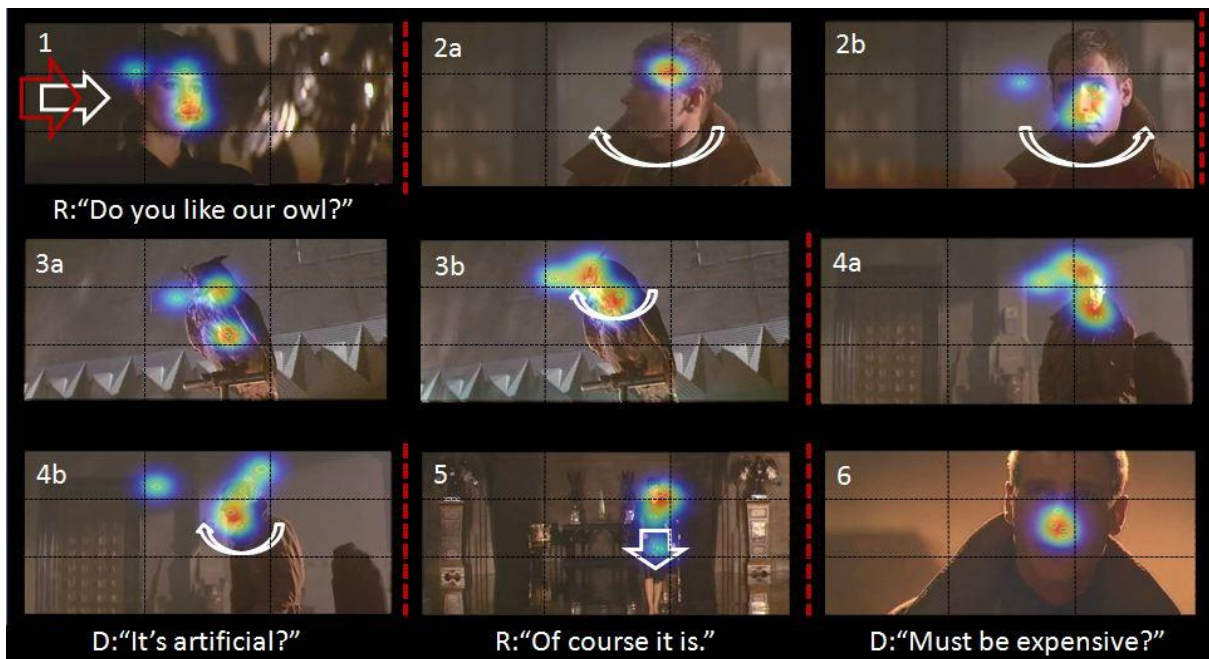 1
2a
2b
R:“Do you like our owl?”
3a
3b
4a
4b
5
6
D:“It’s artificial?”
R:“Of course it is.”
D:“Must be expensive?”